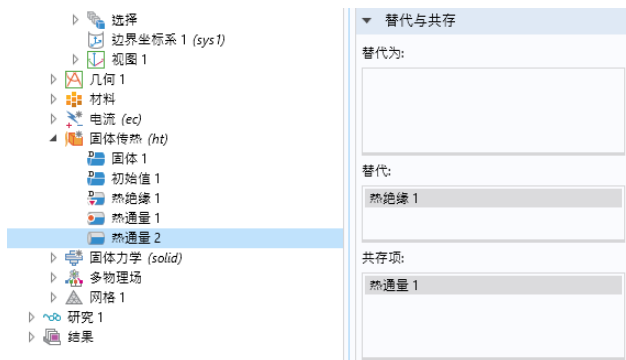 选择
边界坐标系 1 (sys1)
视图 1
几何 1
材料
电流 (ec)
固体传热 (ht)
固体 1
初始值 1
热绝缘 1
热通量 1
热通量 2
固体力学 (solid)
多物理场
网格 1
研究 1
结果
替代与共存
替代为:
替代:
热绝缘 1
共存项:
热通量 1